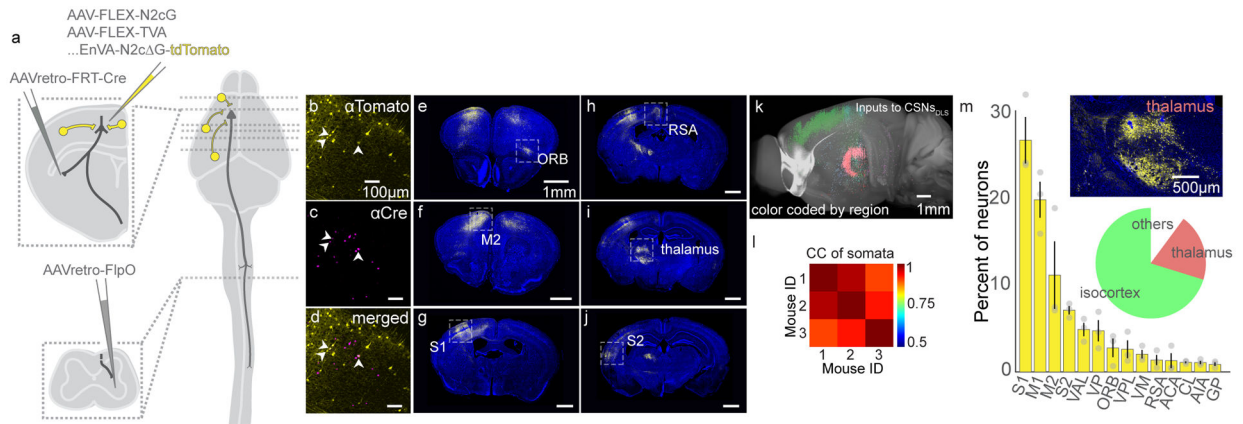 a
AAV-FLEX-N2cG
AAV-FLEX-TVA
...EnVA-N2cΔG-tdTomato
AAVretro-FRT-Cre
AAVretro-FlpO
b
αTomato
100μm
c
αCre
d
merged
e
ORB
1mm
f
M2
g
S1
h
RSA
i
thalamus
j
S2
k
Inputs to CSNsDLS
color coded by region
1mm
l
CC of somata
Mouse ID
1
2
3
1 2 3
Mouse ID
1
0.75
0.5
m
thalamus
500μm
Percent of neurons
30
20
10
0
others
thalamus
isocortex
S1
M1
M2
S2
VAL
VP
ORB
VPL
VM
RSA
ACA
CL
AIA
GP